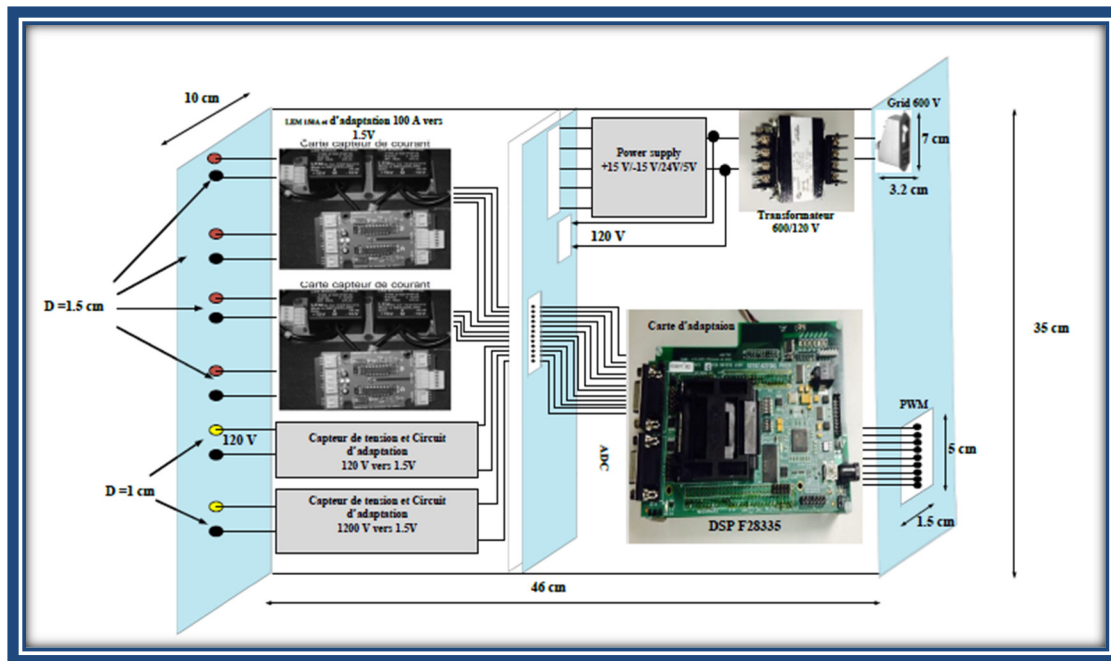 10 cm
LEM 150A et d'adaptation 100 A vers
1.5V
Carte capteur de courant
Carte capteur de courant
D =1.5 cm
120 V
D =1 cm
Capteur de tension et Circuit
d'adaptation
120 V vers 1.5V
Capteur de tension et Circuit
d'adaptation
1200 V vers 1.5V
Power supply
+15 V/-15 V/24V/5V
120 V
Transformateur
600/120 V
Grid 600 V
7 cm
3.2 cm
35 cm
Carte d'adaptaion
ADC
DSP F28335
PWM
5 cm
1.5 cm
46 cm